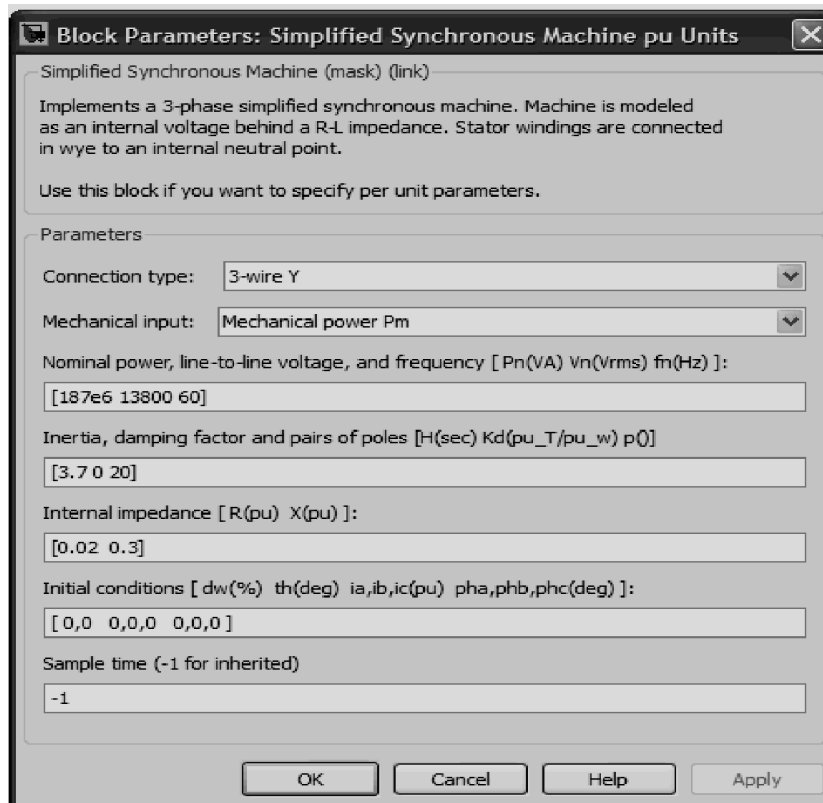 Block Parameters: Simplified Synchronous Machine pu Units
Simplified Synchronous Machine (mask) (link)
Implements a 3-phase simplified synchronous machine. Machine is modeled
as an internal voltage behind a R-L impedance. Stator windings are connected
in wye to an internal neutral point.
Use this block if you want to specify per unit parameters.
Parameters
Connection type: 3-wire Y
Mechanical input: Mechanical power Pm
Nominal power, line-to-line voltage, and frequency [ Pn(VA) Vn(Vrms) fn(Hz) ]:
[187e6 13800 60]
Inertia, damping factor and pairs of poles [H(sec) Kd(pu_T/pu_w) p()]
[3.7 0 20]
Internal impedance [ R(pu) X(pu) ]:
[0.02 0.3]
Initial conditions [ dw(%) th(deg) ia,ib,ic(pu) pha,phb,phc(deg) ]:
[ 0,0 0,0,0 0,0,0 ]
Sample time (-1 for inherited)
-1
OK Cancel Help Apply